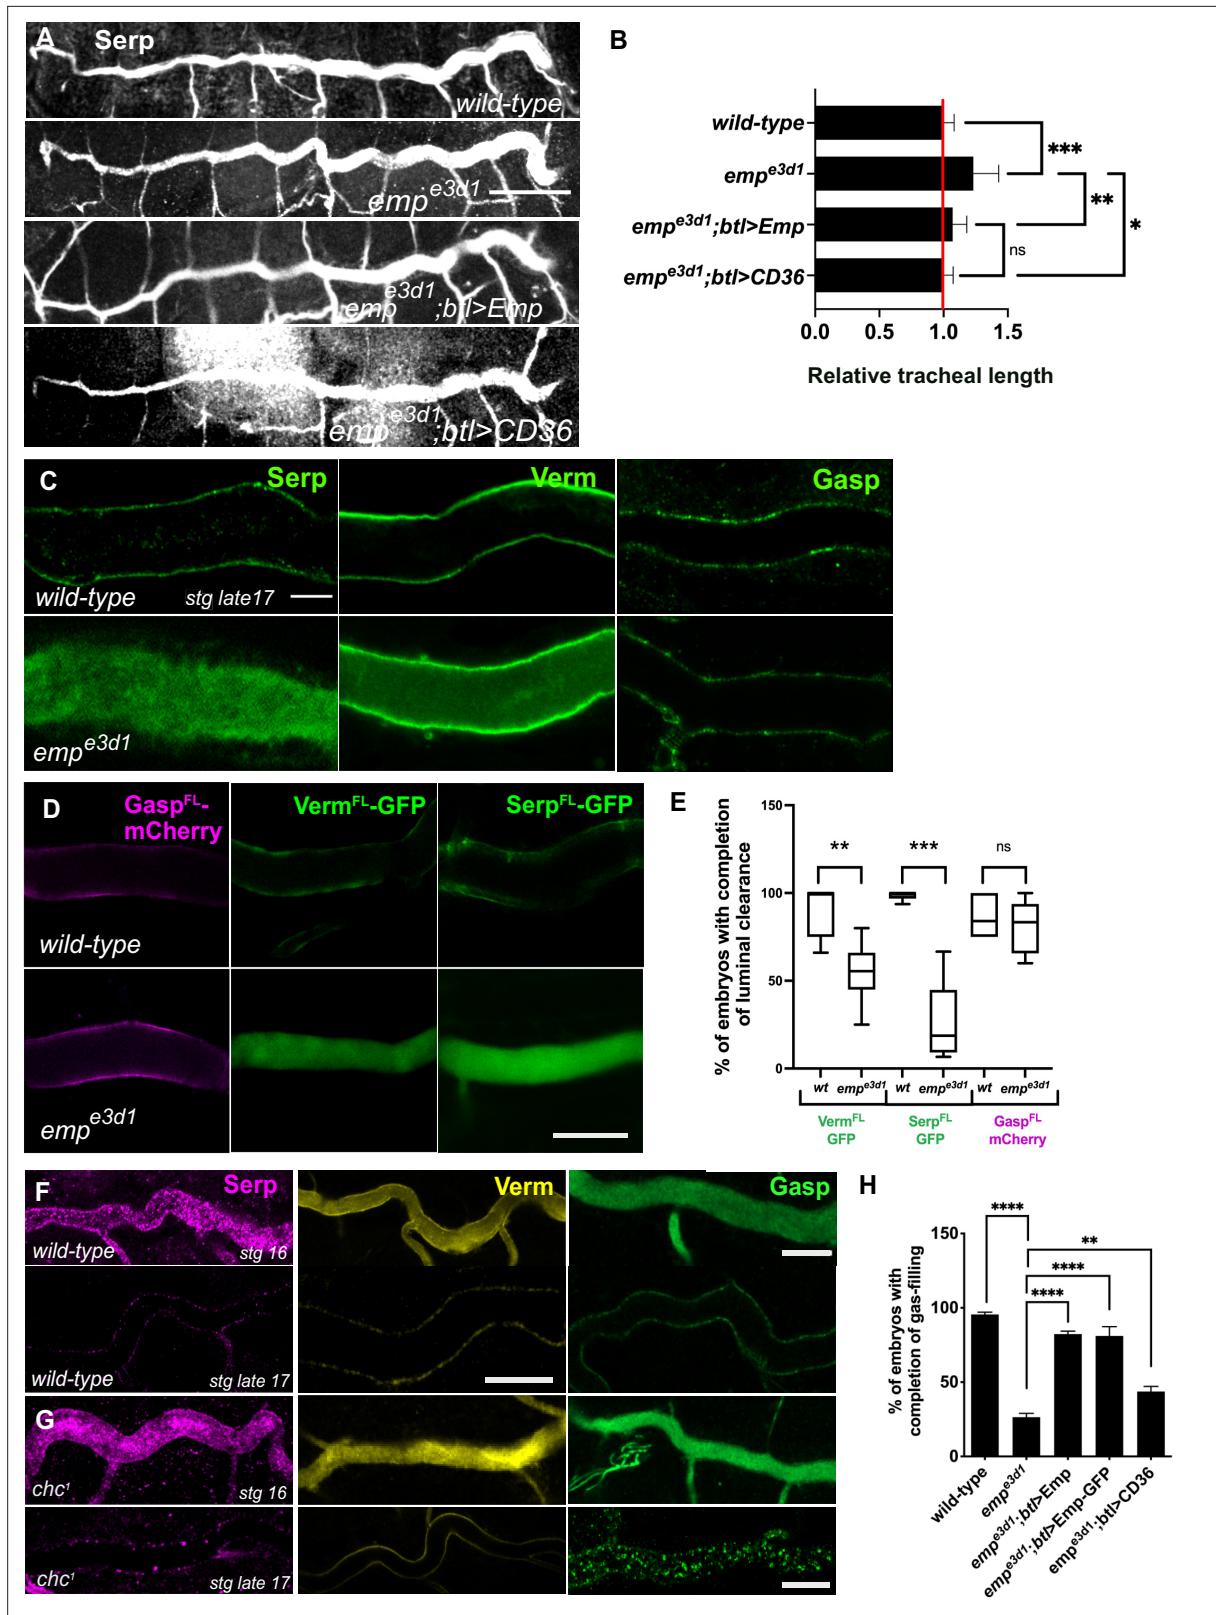 A Serp
wild-type
emp^e3d1
emp^e3d1;btl>Emp
emp^e3d1;btl>CD36
B
wild-type
emp^e3d1
emp^e3d1;btl>Emp
emp^e3d1;btl>CD36
***
**
*
ns
0.0 0.5 1.0 1.5
Relative tracheal length
C Serp Verm Gasp
wild-type stg late17
emp^e3d1
D Gasp^FL-
mCherry
Verm^FL-GFP
Serp^FL-GFP
wild-type
emp^e3d1
E
% of embryos with completion
of luminal clearance
150
100
50
0
** *** ns
wt emp^e3d1 wt emp^e3d1 wt emp^e3d1
Verm^FL
GFP
Serp^FL
GFP
Gasp^FL
mCherry
F Serp Verm Gasp
wild-type stg 16
wild-type stg late 17
G
chc¹ stg 16
chc¹ stg late 17
H
% of embryos with
completion of gas-filling
150
100
50
0
****
**
****
****
wild-type
emp^e3d1
emp^e3d1;btl>Emp
emp^e3d1;btl>Emp-GFP
emp^e3d1;btl>CD36